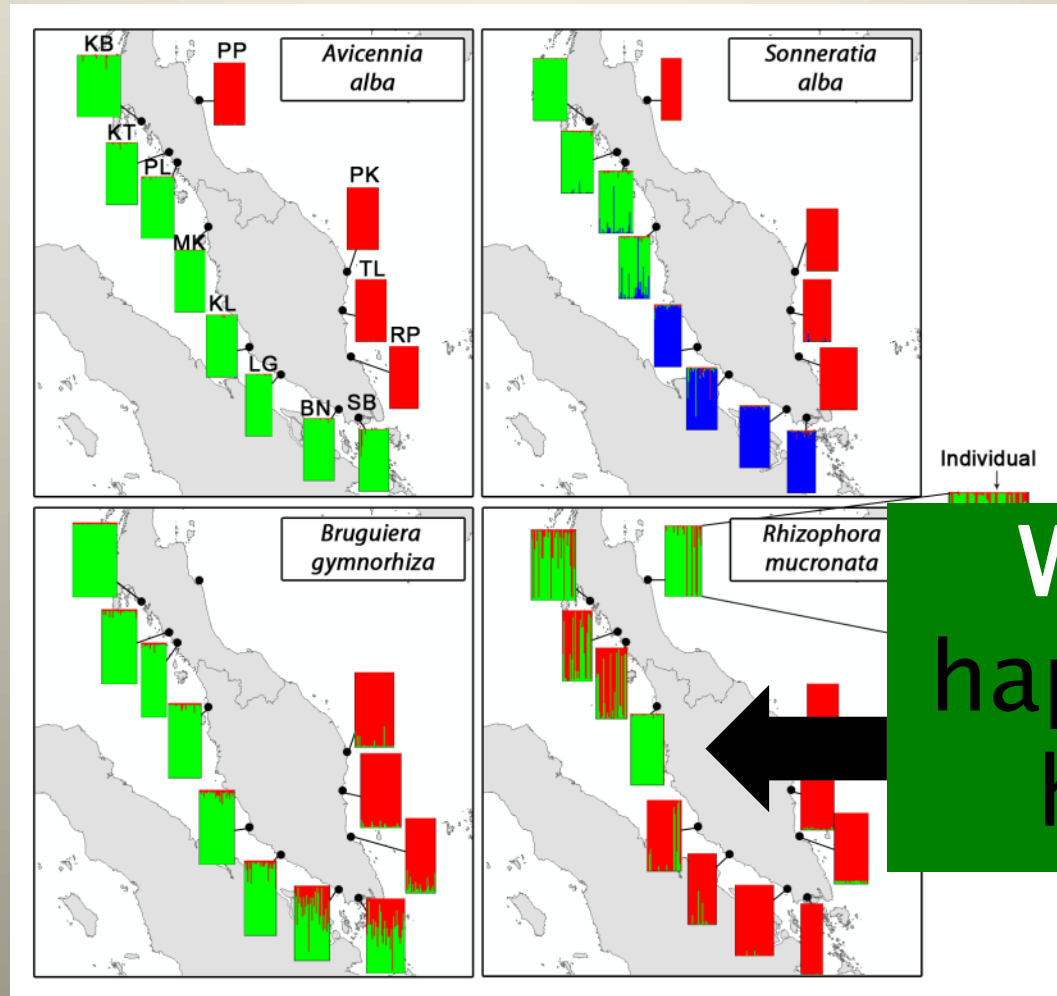 KB
PP
Avicennia
alba
KT
PL
PK
MK
TL
KL
RP
LG
BN
SB
Sonneratia
alba
Individual
Bruguiera
gymnorhiza
Rhizophora
mucronata